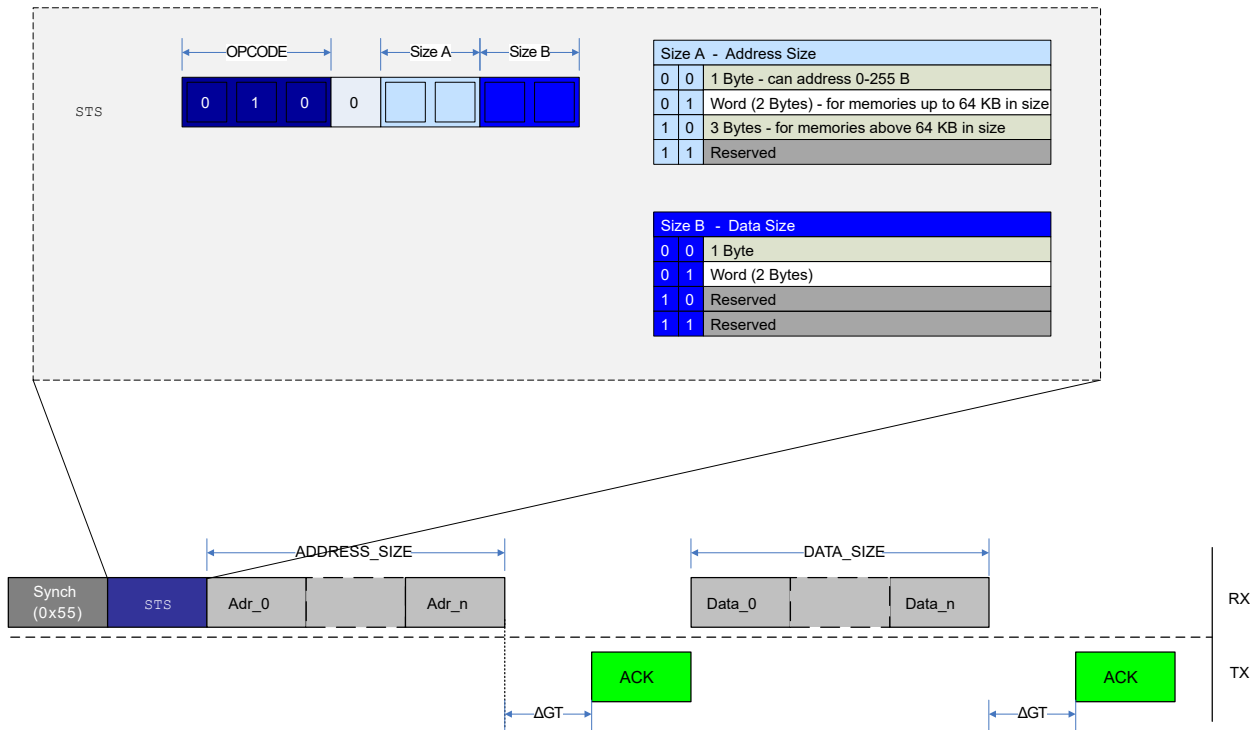 OPCODE Size A Size B
STS 0 1 0 0
Size A - Address Size
0 0 1 Byte - can address 0-255 B
0 1 Word (2 Bytes) - for memories up to 64 KB in size
1 0 3 Bytes - for memories above 64 KB in size
1 1 Reserved
Size B - Data Size
0 0 1 Byte
0 1 Word (2 Bytes)
1 0 Reserved
1 1 Reserved
ADDRESS_SIZE DATA_SIZE
Synch
(0x55)
STS Adr_0 Adr_n Data_0 Data_n RX
ACK ACK TX
ΔGT ΔGT